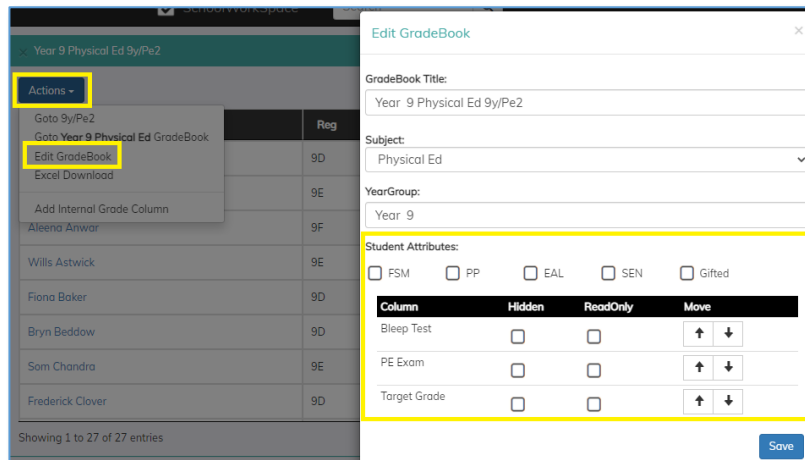 SchoolWorkSpace
× Year 9 Physical Ed 9y/Pe2
Actions
Goto 9y/Pe2
Goto Year 9 Physical Ed GradeBook
Edit GradeBook
Excel Download
Add Internal Grade Column
Reg
9D
9E
Aleena Anwar 9F
Wills Astwick 9E
Fiona Baker 9D
Bryn Beddow 9D
Som Chandra 9E
Frederick Clover 9D
Showing 1 to 27 of 27 entries
Edit GradeBook ×
GradeBook Title:
Year 9 Physical Ed 9y/Pe2
Subject:
Physical Ed
YearGroup:
Year 9
Student Attributes:
FSM PP EAL SEN Gifted
Column Hidden ReadOnly Move
Bleep Test
PE Exam
Target Grade
Save